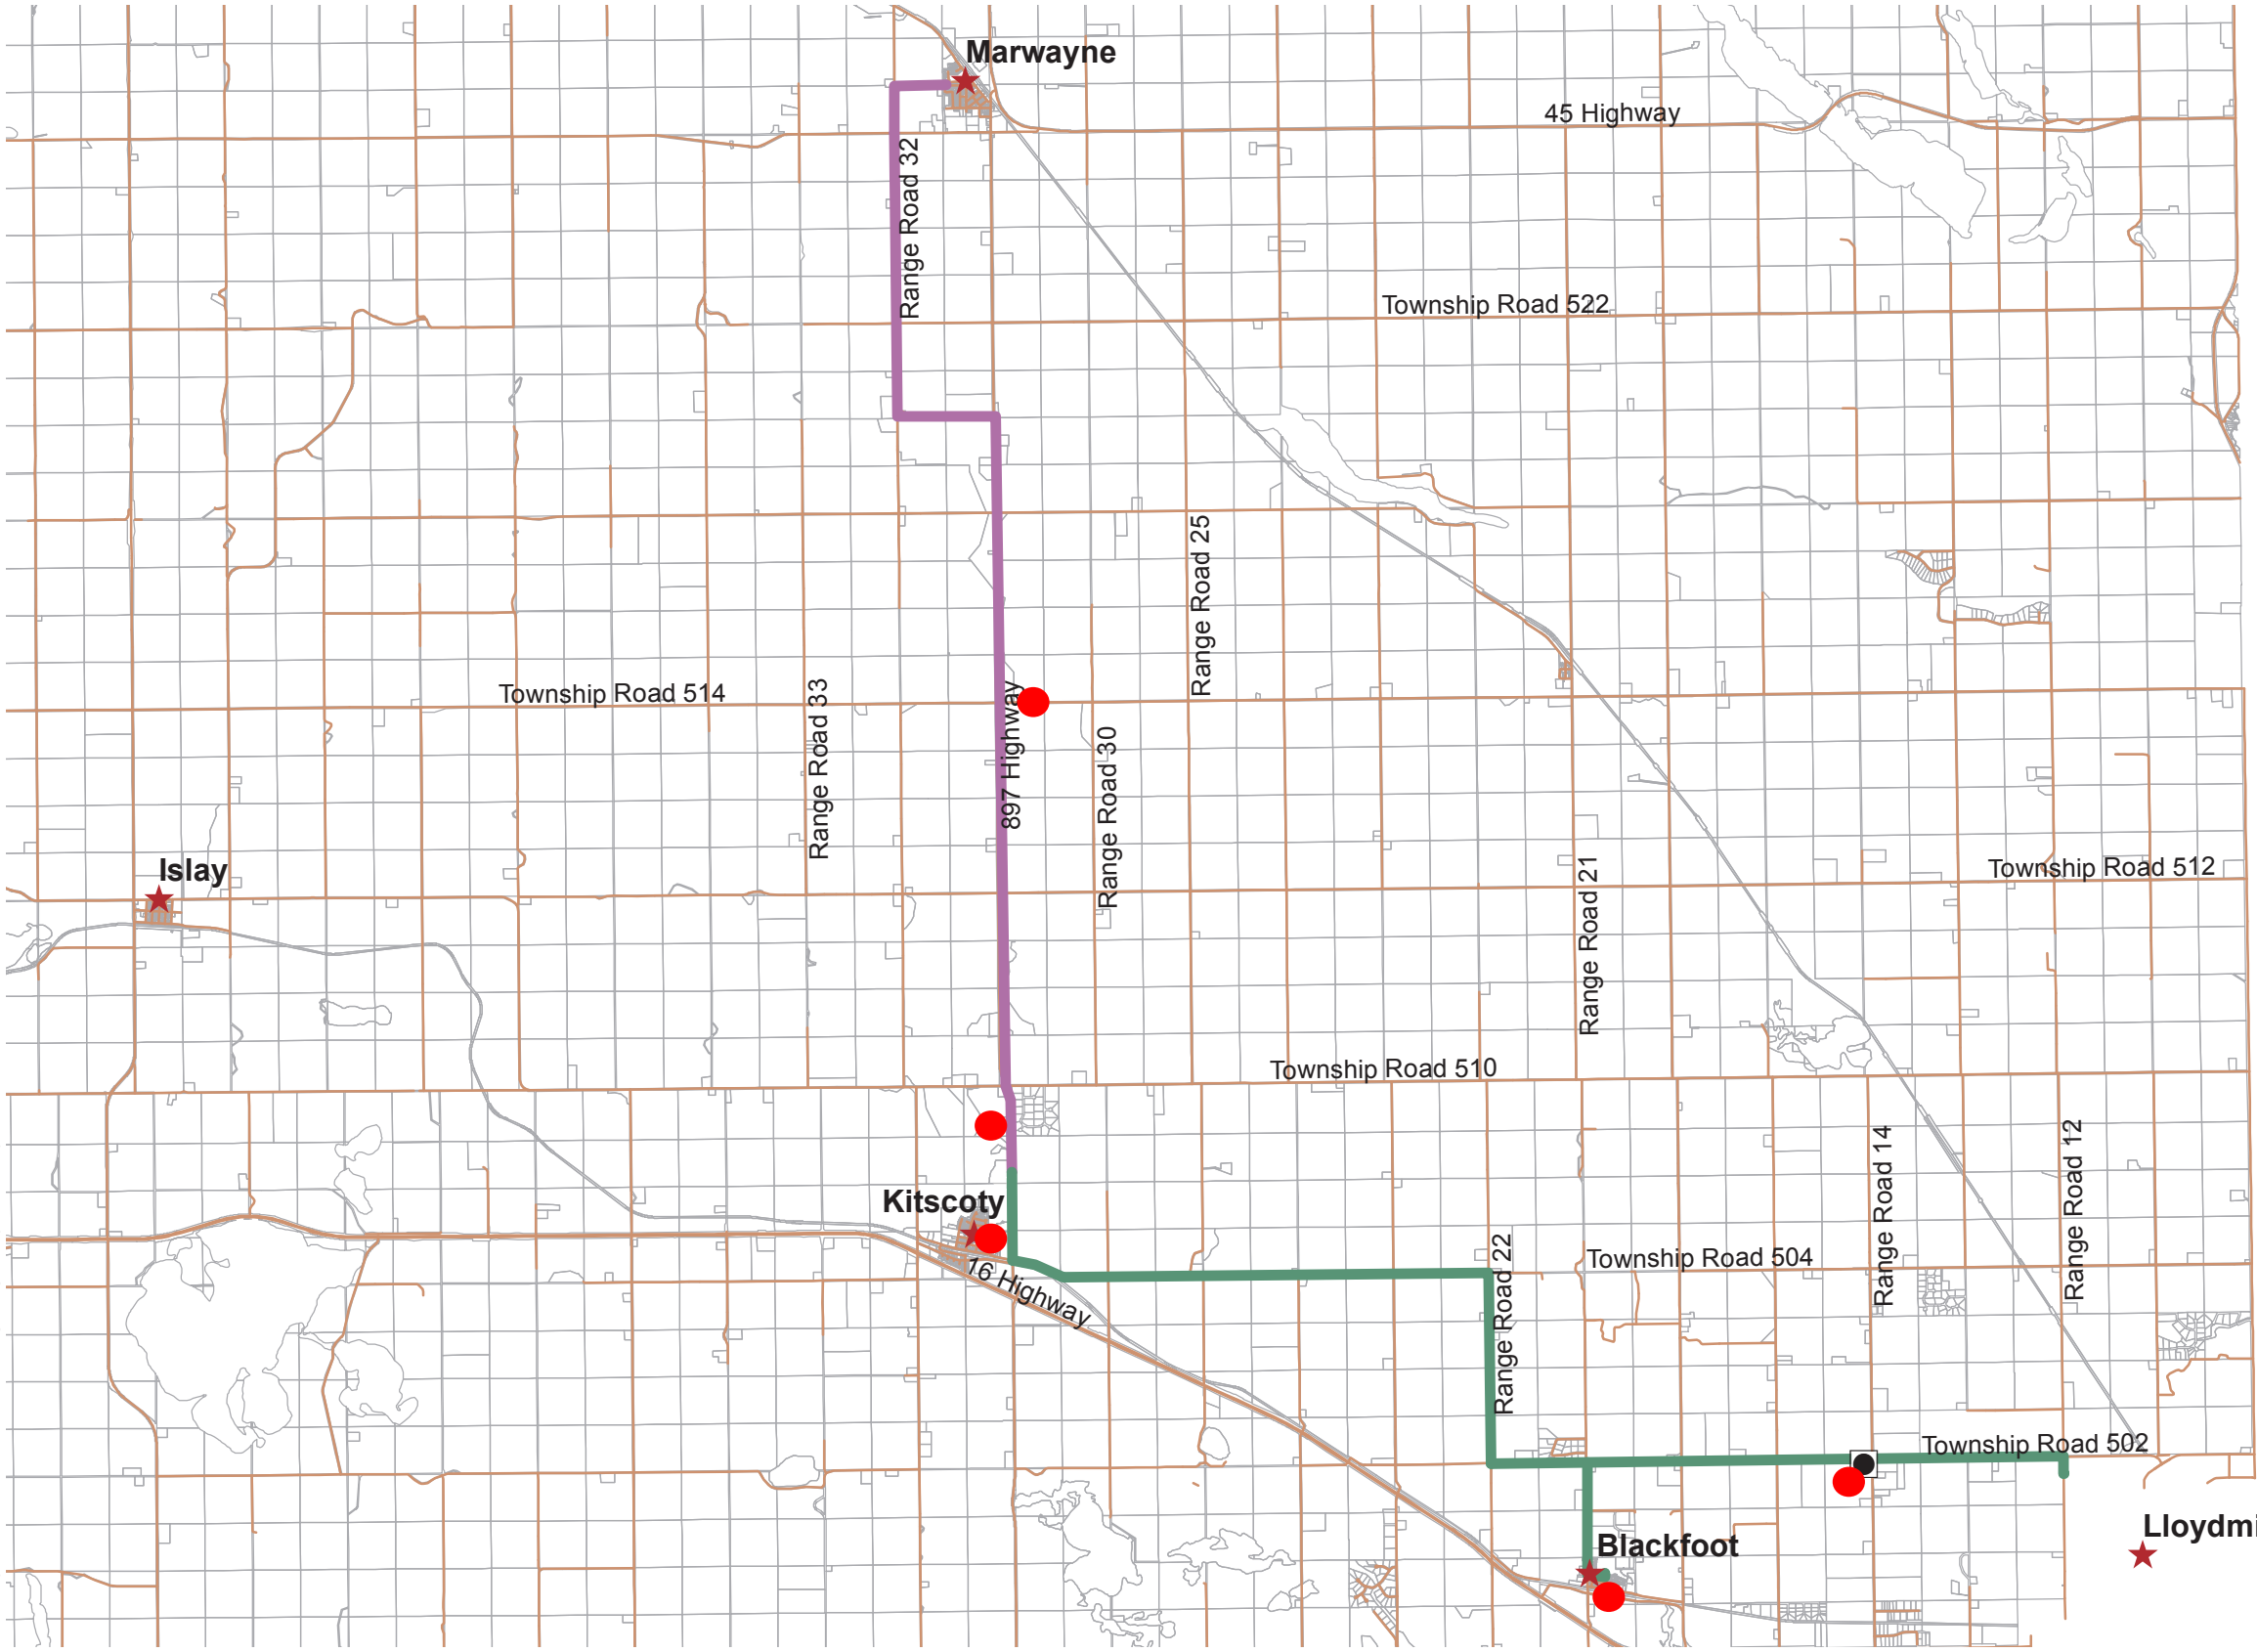 Marwayne
45 Highway
Range Road 32
Township Road 522
Range Road 25
Township Road 514
Range Road 33
897 Highway
Range Road 30
Islay
Township Road 512
Range Road 21
Township Road 510
Range Road 14
Range Road 12
Kitscoty
16 Highway
Range Road 22
Township Road 504
Township Road 502
Blackfoot
Lloydmi